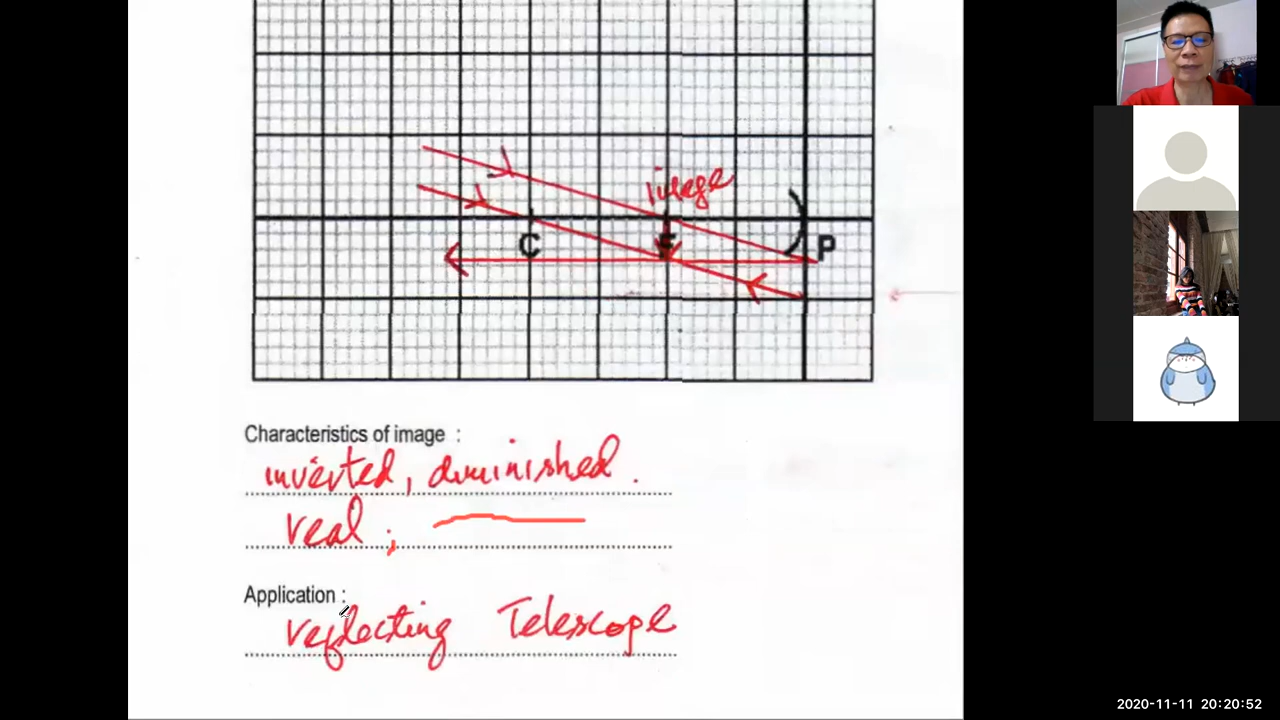 image
C
F
P
Characteristics of image :
inverted, diminished.
real ;
Application :
reflecting Telescope
2020-11-11 20:20:52